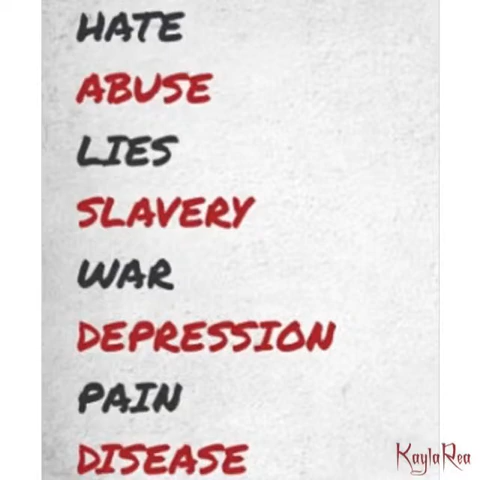 HATE
ABUSE
LIES
SLAVERY
WAR
DEPRESSION
PAIN
DISEASE
KaylaRea